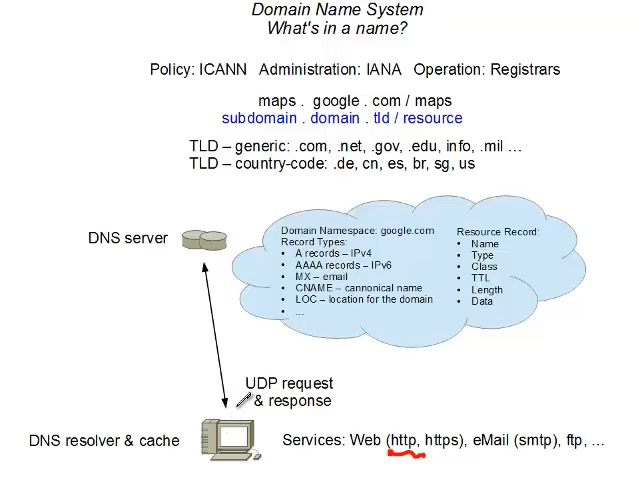 Domain Name System
What's in a name?
Policy: ICANN Administration: IANA Operation: Registrars
maps . google . com / maps
subdomain . domain . tld / resource
TLD – generic: .com, .net, .gov, .edu, info, .mil ...
TLD – country-code: .de, cn, es, br, sg, us
DNS server
Domain Namespace: google.com
Record Types:
• A records – IPv4
• AAAA records – IPv6
• MX – email
• CNAME – cannonical name
• LOC – location for the domain
• ...
Resource Record:
• Name
• Type
• Class
• TTL
• Length
• Data
UDP request
& response
DNS resolver & cache
Services: Web (http, https), eMail (smtp), ftp, ...